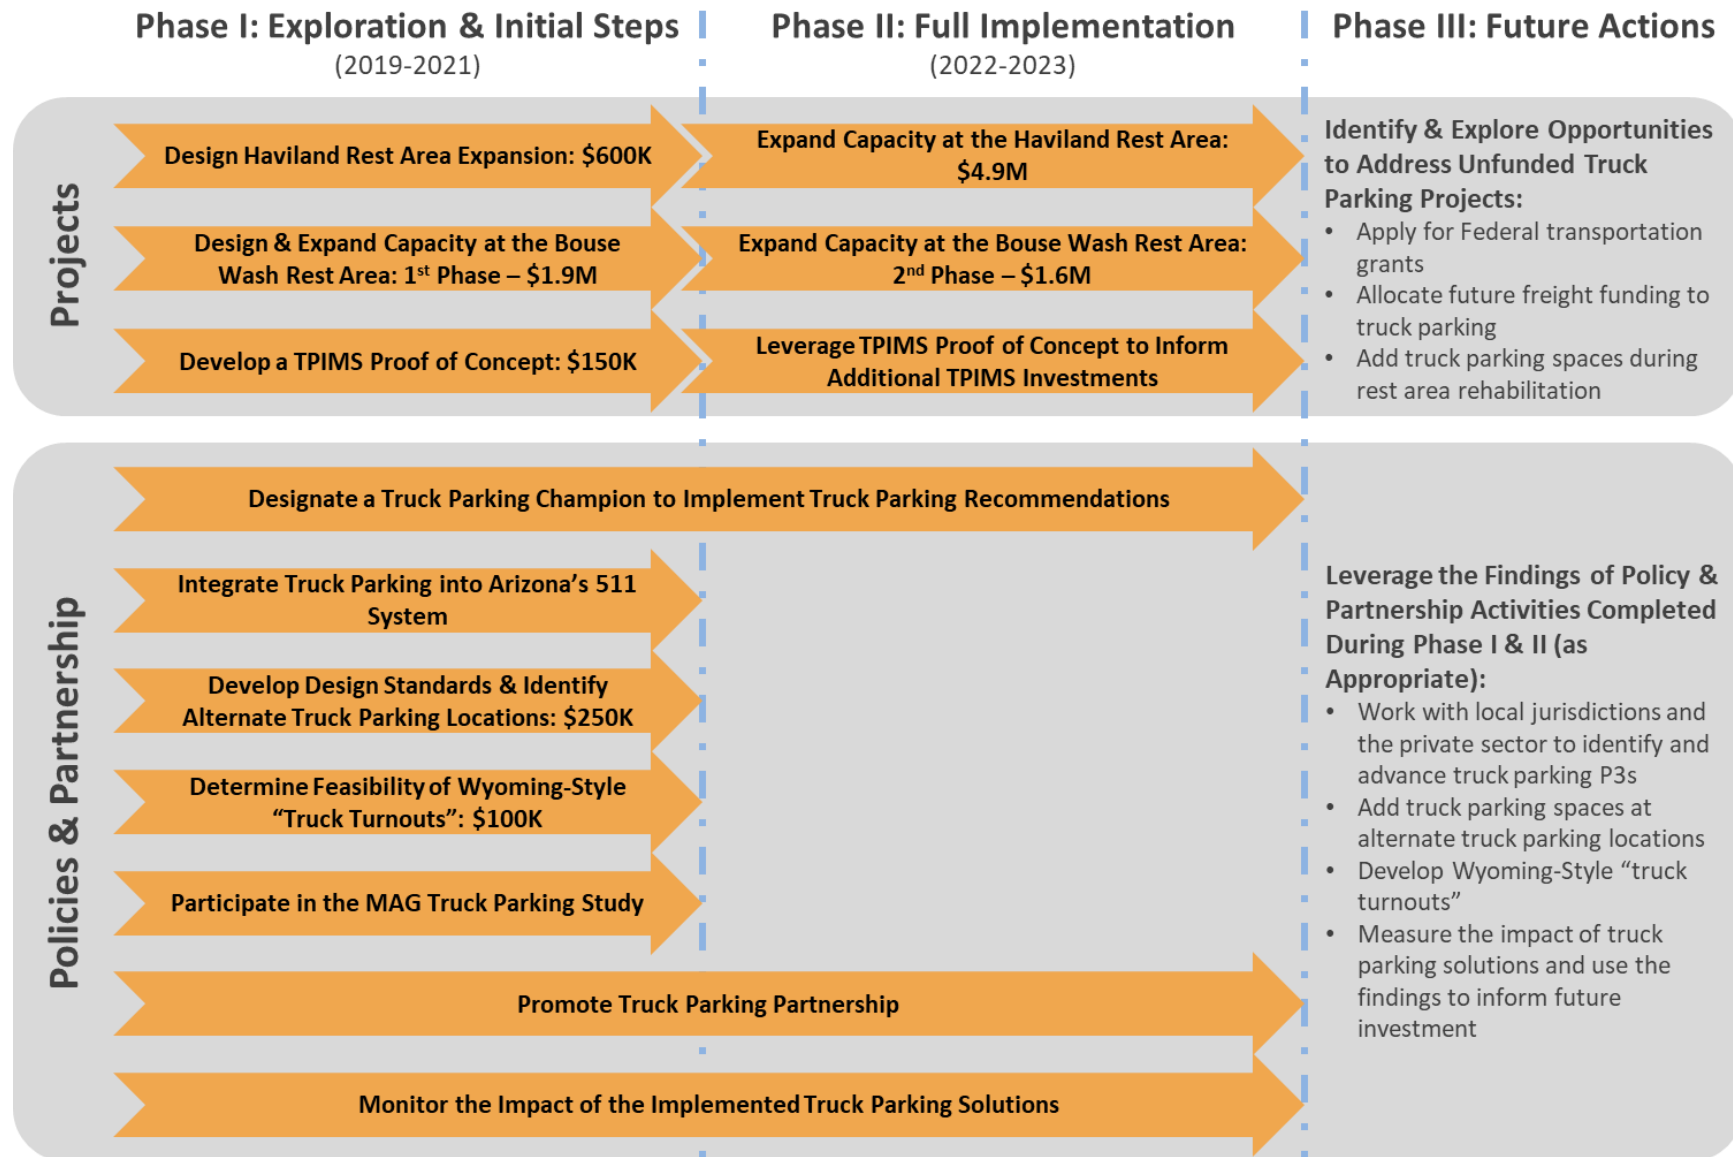 Phase I: Exploration & Initial Steps
(2019-2021)
Phase II: Full Implementation
(2022-2023)
Phase III: Future Actions
Projects
Design Haviland Rest Area Expansion: $600K
Expand Capacity at the Haviland Rest Area:
$4.9M
Design & Expand Capacity at the Bouse
Wash Rest Area: 1st Phase – $1.9M
Expand Capacity at the Bouse Wash Rest Area:
2nd Phase – $1.6M
Develop a TPIMS Proof of Concept: $150K
Leverage TPIMS Proof of Concept to Inform
Additional TPIMS Investments
Identify & Explore Opportunities
to Address Unfunded Truck
Parking Projects:
• Apply for Federal transportation
grants
• Allocate future freight funding to
truck parking
• Add truck parking spaces during
rest area rehabilitation
Policies & Partnership
Designate a Truck Parking Champion to Implement Truck Parking Recommendations
Integrate Truck Parking into Arizona’s 511
System
Develop Design Standards & Identify
Alternate Truck Parking Locations: $250K
Determine Feasibility of Wyoming-Style
“Truck Turnouts”: $100K
Participate in the MAG Truck Parking Study
Promote Truck Parking Partnership
Monitor the Impact of the Implemented Truck Parking Solutions
Leverage the Findings of Policy &
Partnership Activities Completed
During Phase I & II (as
Appropriate):
• Work with local jurisdictions and
the private sector to identify and
advance truck parking P3s
• Add truck parking spaces at
alternate truck parking locations
• Develop Wyoming-Style “truck
turnouts”
• Measure the impact of truck
parking solutions and use the
findings to inform future
investment